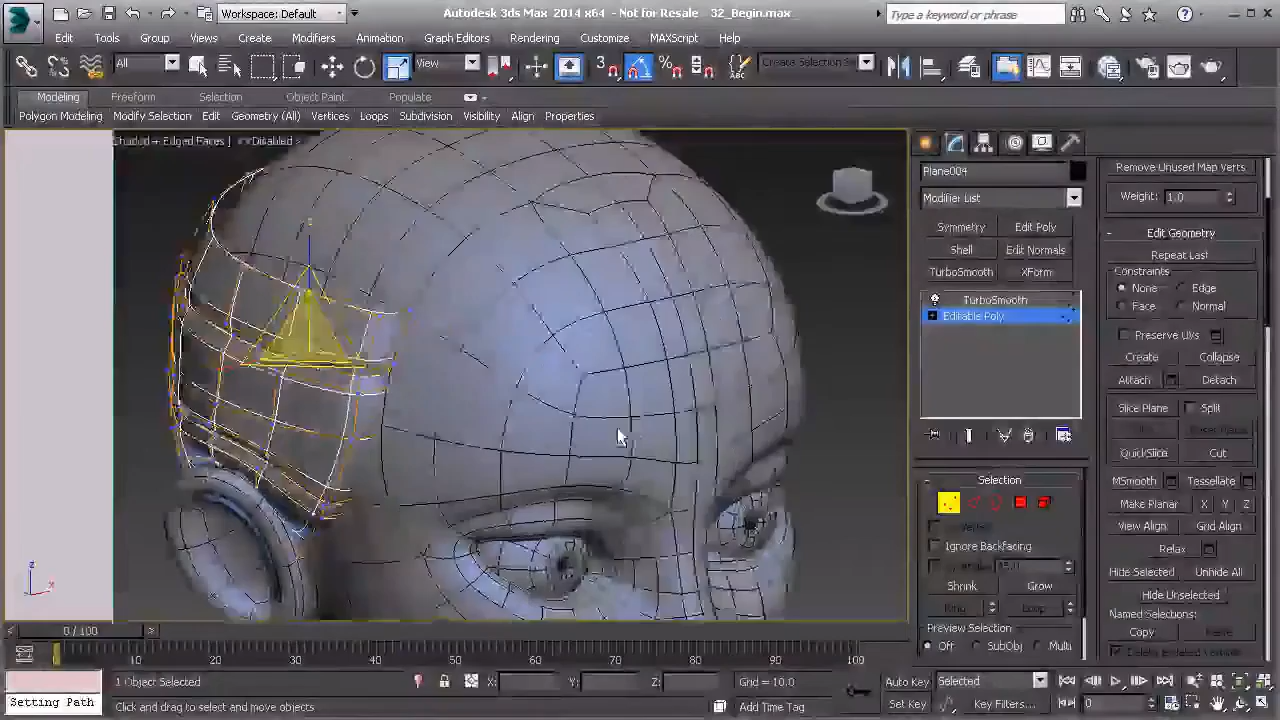 Workspace: Default
Autodesk 3ds Max 2014 x64 - Not for Resale - 32_Begin.max
Type a keyword or phrase
Edit Tools Group Views Create Modifiers Animation Graph Editors Rendering Customize MAXScript Help
All View Create Selection S
Modeling Freeform Selection Object Paint Populate
Polygon Modeling Modify Selection Edit Geometry (All) Vertices Loops Subdivision Visibility Align Properties
Shaded + Edged Faces ] Disabled >
Plane004
Modifier List
Symmetry Edit Poly
Shell Edit Normals
TurboSmooth XForm
TurboSmooth
Editable Poly
Selection
Ignore Backfacing
Shrink Grow
Ring Loop
Preview Selection
Off SubObj Multi
Remove Unused Map Verts.
Weight: 1.0
Edit Geometry
Repeat Last
Constraints
None Edge
Face Normal
Preserve UVs
Create Collapse
Attach Detach
Slice Plane Split
QuickSlice Cut
MSmooth Tessellate
Make Planar X Y Z
View Align Grid Align
Relax
Hide Selected Unhide All
Hide Unselected
Named Selections:
Copy
z
x
0 / 100
10 20 30 40 50 60 70 80 90 100
1 Object Selected X: Y: Z: Grid = 10.0 Auto Key Selected
Setting Path Click and drag to select and move objects Add Time Tag Set Key Key Filters... 0